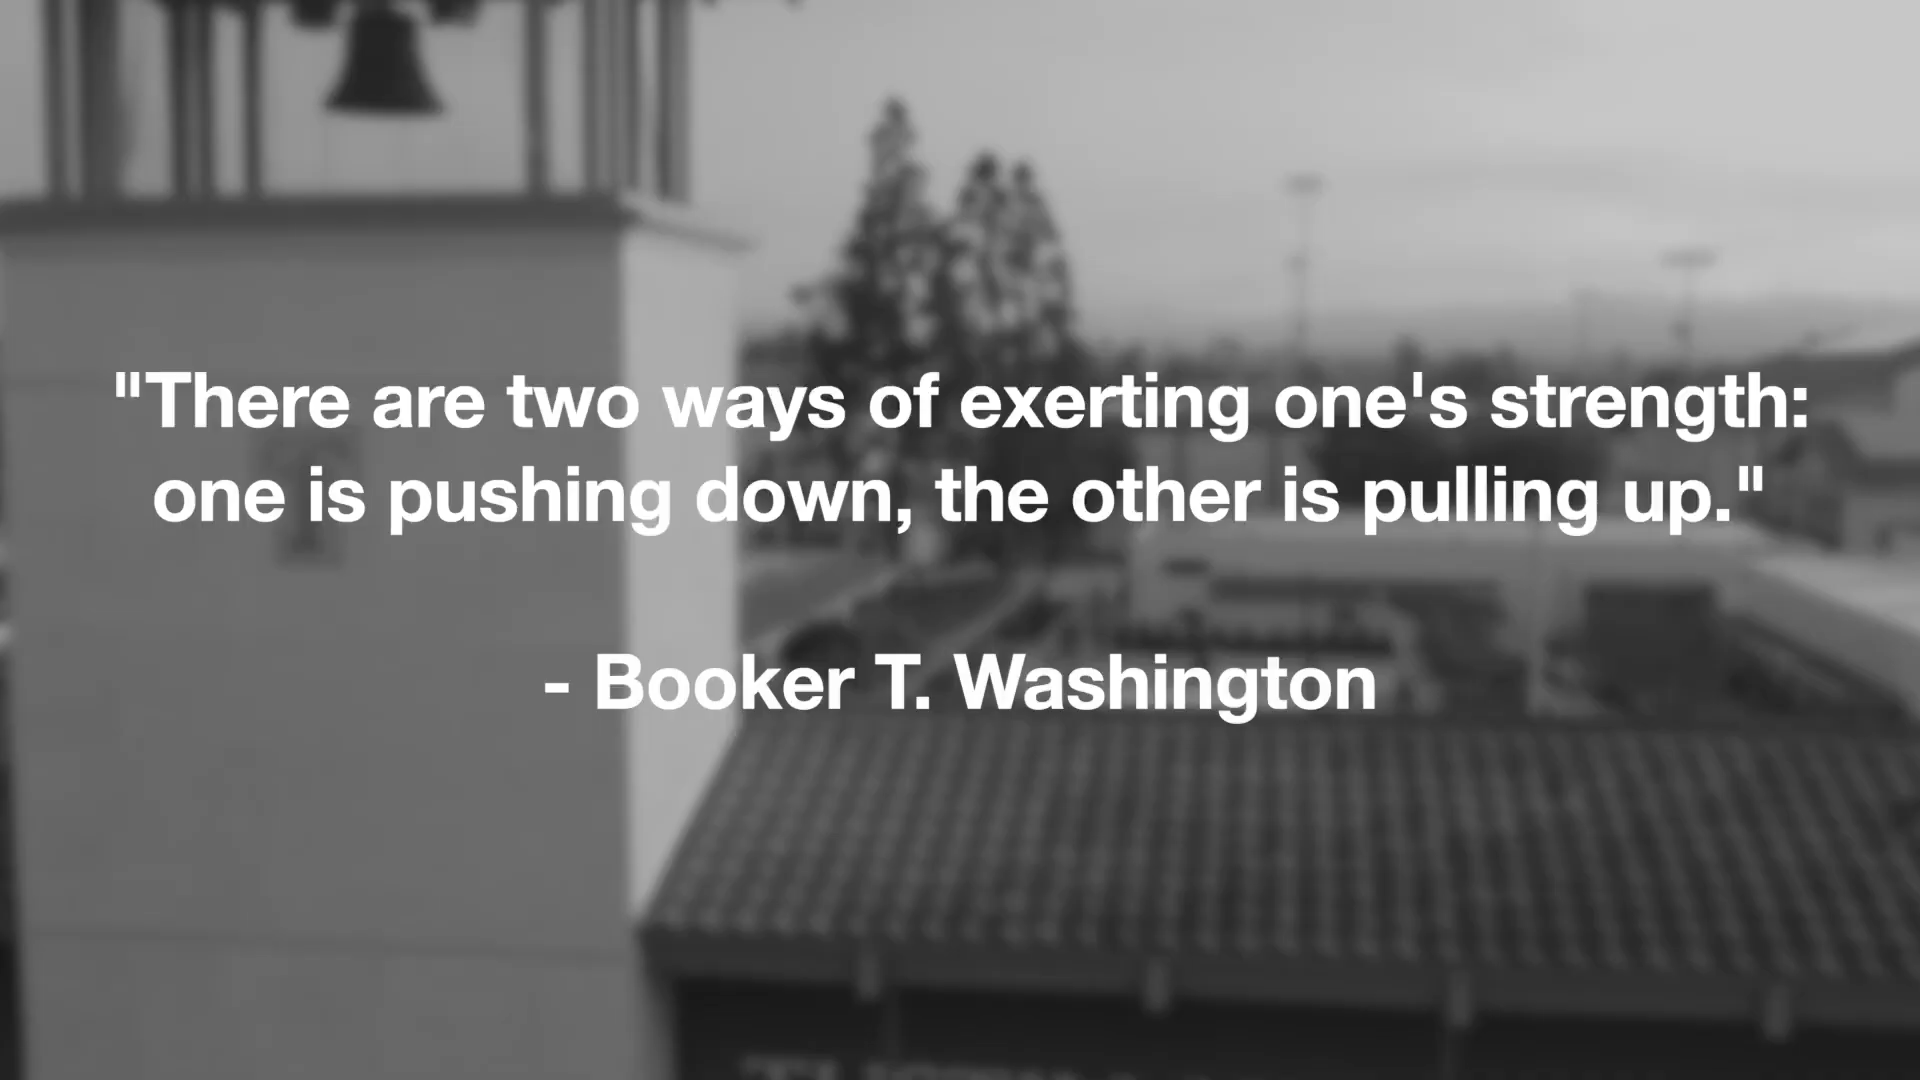 "There are two ways of exerting one's strength:
one is pushing down, the other is pulling up."
- Booker T. Washington